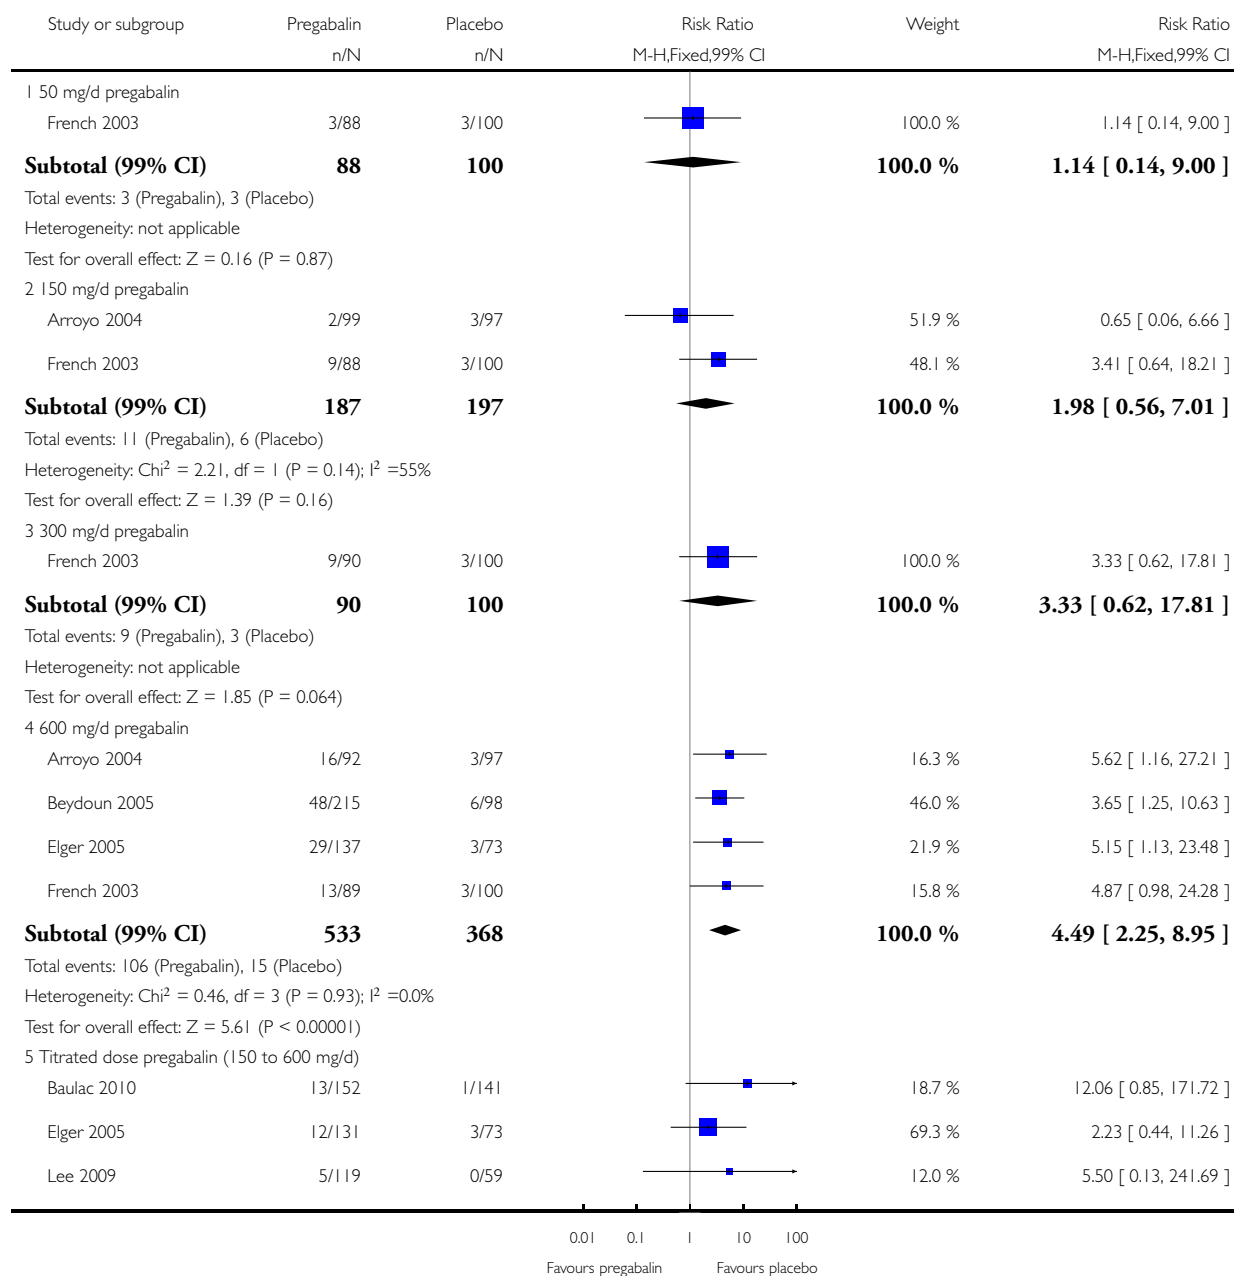 Study or subgroup Pregabalin Placebo Risk Ratio Weight Risk Ratio
n/N n/N M-H,Fixed,99% CI M-H,Fixed,99% CI
1 50 mg/d pregabalin
French 2003 3/88 3/100 100.0 % 1.14 [ 0.14, 9.00 ]
Subtotal (99% CI) 88 100 100.0 % 1.14 [ 0.14, 9.00 ]
Total events: 3 (Pregabalin), 3 (Placebo)
Heterogeneity: not applicable
Test for overall effect: Z = 0.16 (P = 0.87)
2 150 mg/d pregabalin
Arroyo 2004 2/99 3/97 51.9 % 0.65 [ 0.06, 6.66 ]
French 2003 9/88 3/100 48.1 % 3.41 [ 0.64, 18.21 ]
Subtotal (99% CI) 187 197 100.0 % 1.98 [ 0.56, 7.01 ]
Total events: 11 (Pregabalin), 6 (Placebo)
Heterogeneity: Chi² = 2.21, df = 1 (P = 0.14); I² =55%
Test for overall effect: Z = 1.39 (P = 0.16)
3 300 mg/d pregabalin
French 2003 9/90 3/100 100.0 % 3.33 [ 0.62, 17.81 ]
Subtotal (99% CI) 90 100 100.0 % 3.33 [ 0.62, 17.81 ]
Total events: 9 (Pregabalin), 3 (Placebo)
Heterogeneity: not applicable
Test for overall effect: Z = 1.85 (P = 0.064)
4 600 mg/d pregabalin
Arroyo 2004 16/92 3/97 16.3 % 5.62 [ 1.16, 27.21 ]
Beydoun 2005 48/215 6/98 46.0 % 3.65 [ 1.25, 10.63 ]
Elger 2005 29/137 3/73 21.9 % 5.15 [ 1.13, 23.48 ]
French 2003 13/89 3/100 15.8 % 4.87 [ 0.98, 24.28 ]
Subtotal (99% CI) 533 368 100.0 % 4.49 [ 2.25, 8.95 ]
Total events: 106 (Pregabalin), 15 (Placebo)
Heterogeneity: Chi² = 0.46, df = 3 (P = 0.93); I² =0.0%
Test for overall effect: Z = 5.61 (P < 0.00001)
5 Titrated dose pregabalin (150 to 600 mg/d)
Baulac 2010 13/152 1/141 18.7 % 12.06 [ 0.85, 171.72 ]
Elger 2005 12/131 3/73 69.3 % 2.23 [ 0.44, 11.26 ]
Lee 2009 5/119 0/59 12.0 % 5.50 [ 0.13, 241.69 ]
0.01 0.1 1 10 100
Favours pregabalin Favours placebo